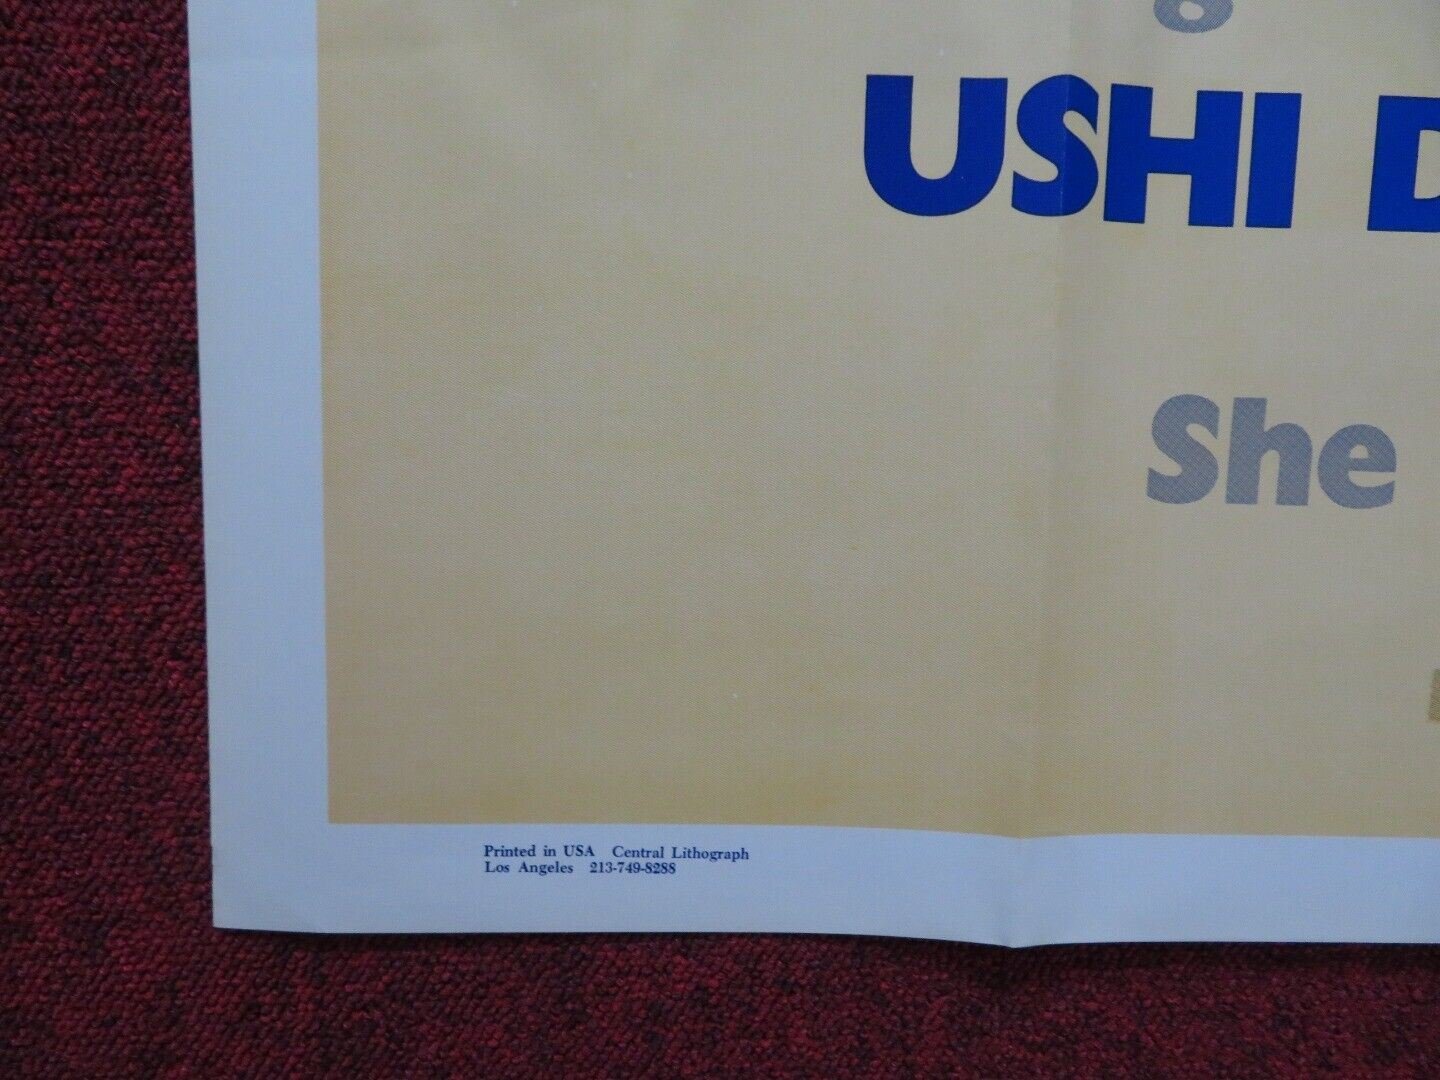 g
USHI D
She
Printed in USA Central Lithograph
Los Angeles 213-749-8288